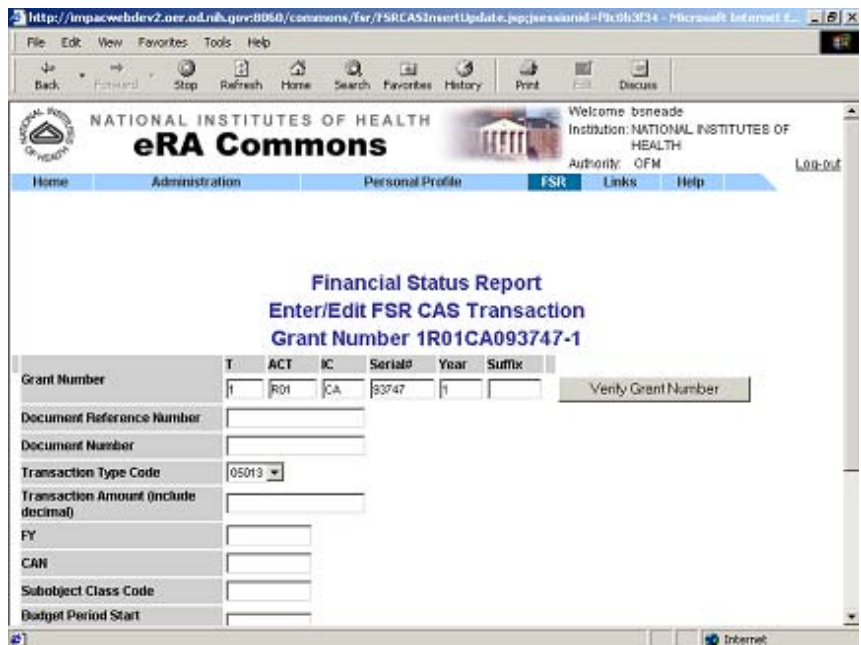 http://impacwebdev2.oer.od.nih.gov:8060/commons/fsr/FSRCASInsertUpdate.jsp;jsessionid=f9c0b3f34 - Microsoft Internet E...
File Edit View Favorites Tools Help
Back Forward Stop Refresh Home Search Favorites History Print Edit Discuss
NATIONAL INSTITUTES OF HEALTH
eRA Commons
Welcome bsneade
Institution: NATIONAL INSTITUTES OF HEALTH
Authority: OFM
Log-out
Home Administration Personal Profile FSR Links Help
Financial Status Report
Enter/Edit FSR CAS Transaction
Grant Number 1R01CA093747-1
T ACT IC Serial# Year Suffix
Grant Number 1 R01 CA 93747 1 Verify Grant Number
Document Reference Number
Document Number
Transaction Type Code 05013
Transaction Amount (include decimal)
FY
CAN
Subobject Class Code
Budget Period Start
Internet